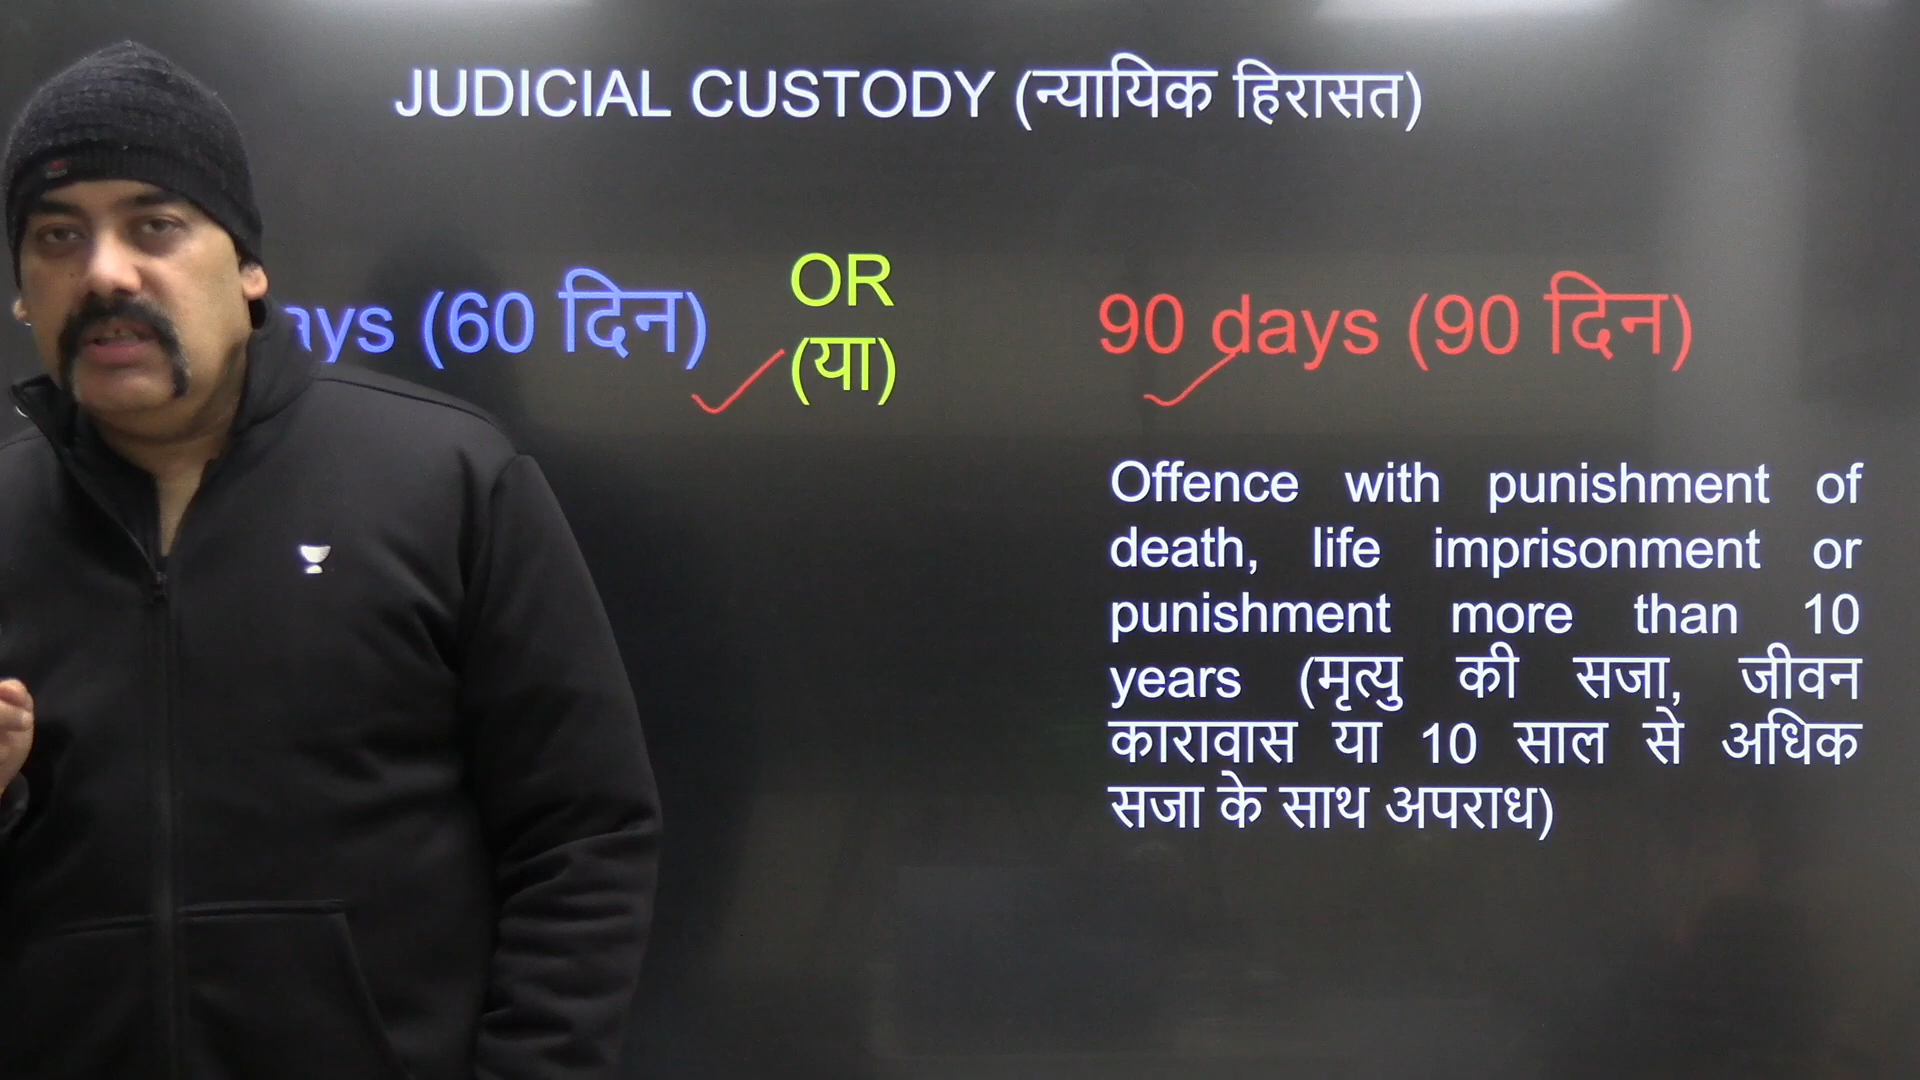 JUDICIAL CUSTODY (न्यायिक हिरासत)
(60 दिन)
OR
(या)
90 days (90 दिन)
Offence with punishment of
death, life imprisonment or
punishment more than 10
years (मृत्यु की सजा, जीवन
कारावास या 10 साल से अधिक
सजा के साथ अपराध)